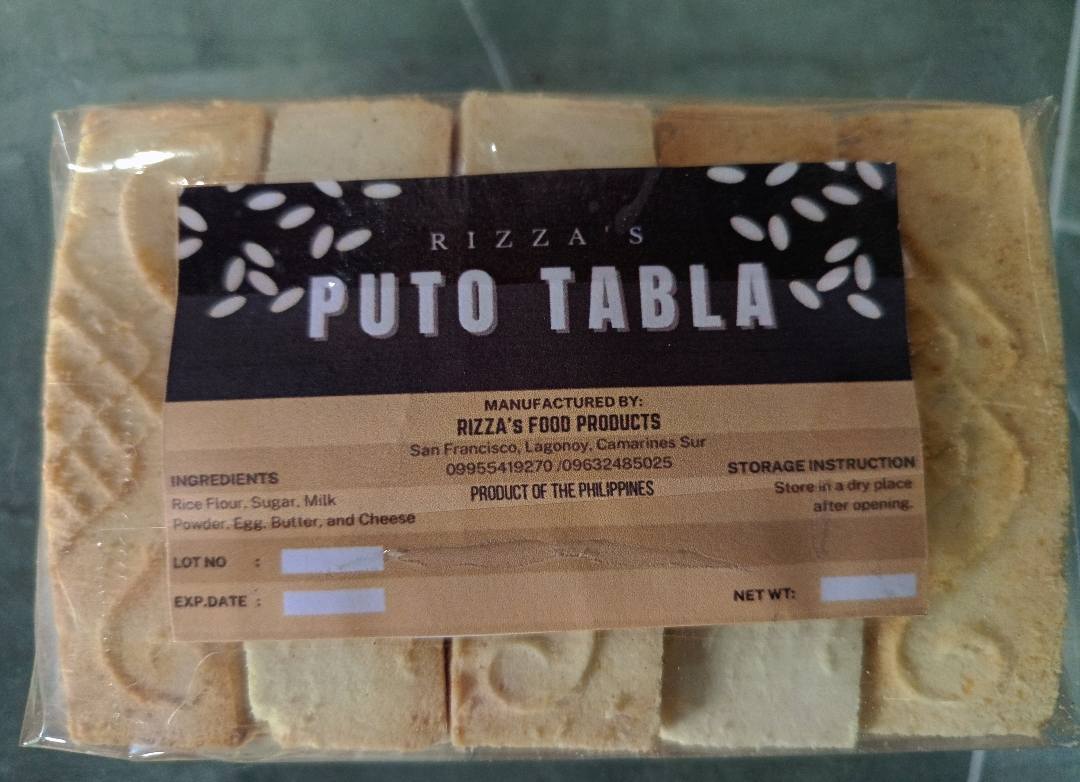 RIZZA'S
PUTO TABLA
MANUFACTURED BY:
RIZZA's FOOD PRODUCTS
San Francisco, Lagonoy, Camarines Sur
09955419270 /09632485025
PRODUCT OF THE PHILIPPINES
INGREDIENTS
Rice Flour, Sugar, Milk
Powder, Egg, Butter, and Cheese
STORAGE INSTRUCTION
Store in a dry place
after opening.
LOT NO :
EXP.DATE :
NET WT: